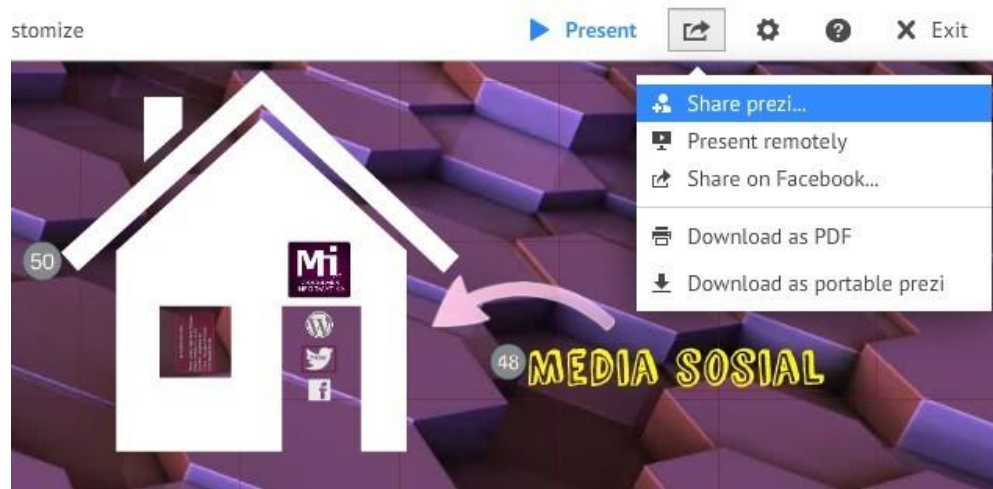 stomize
Present
Exit
Share prezi...
Present remotely
Share on Facebook...
Download as PDF
Download as portable prezi
50
Mi
48
MEDIA SOSIAL